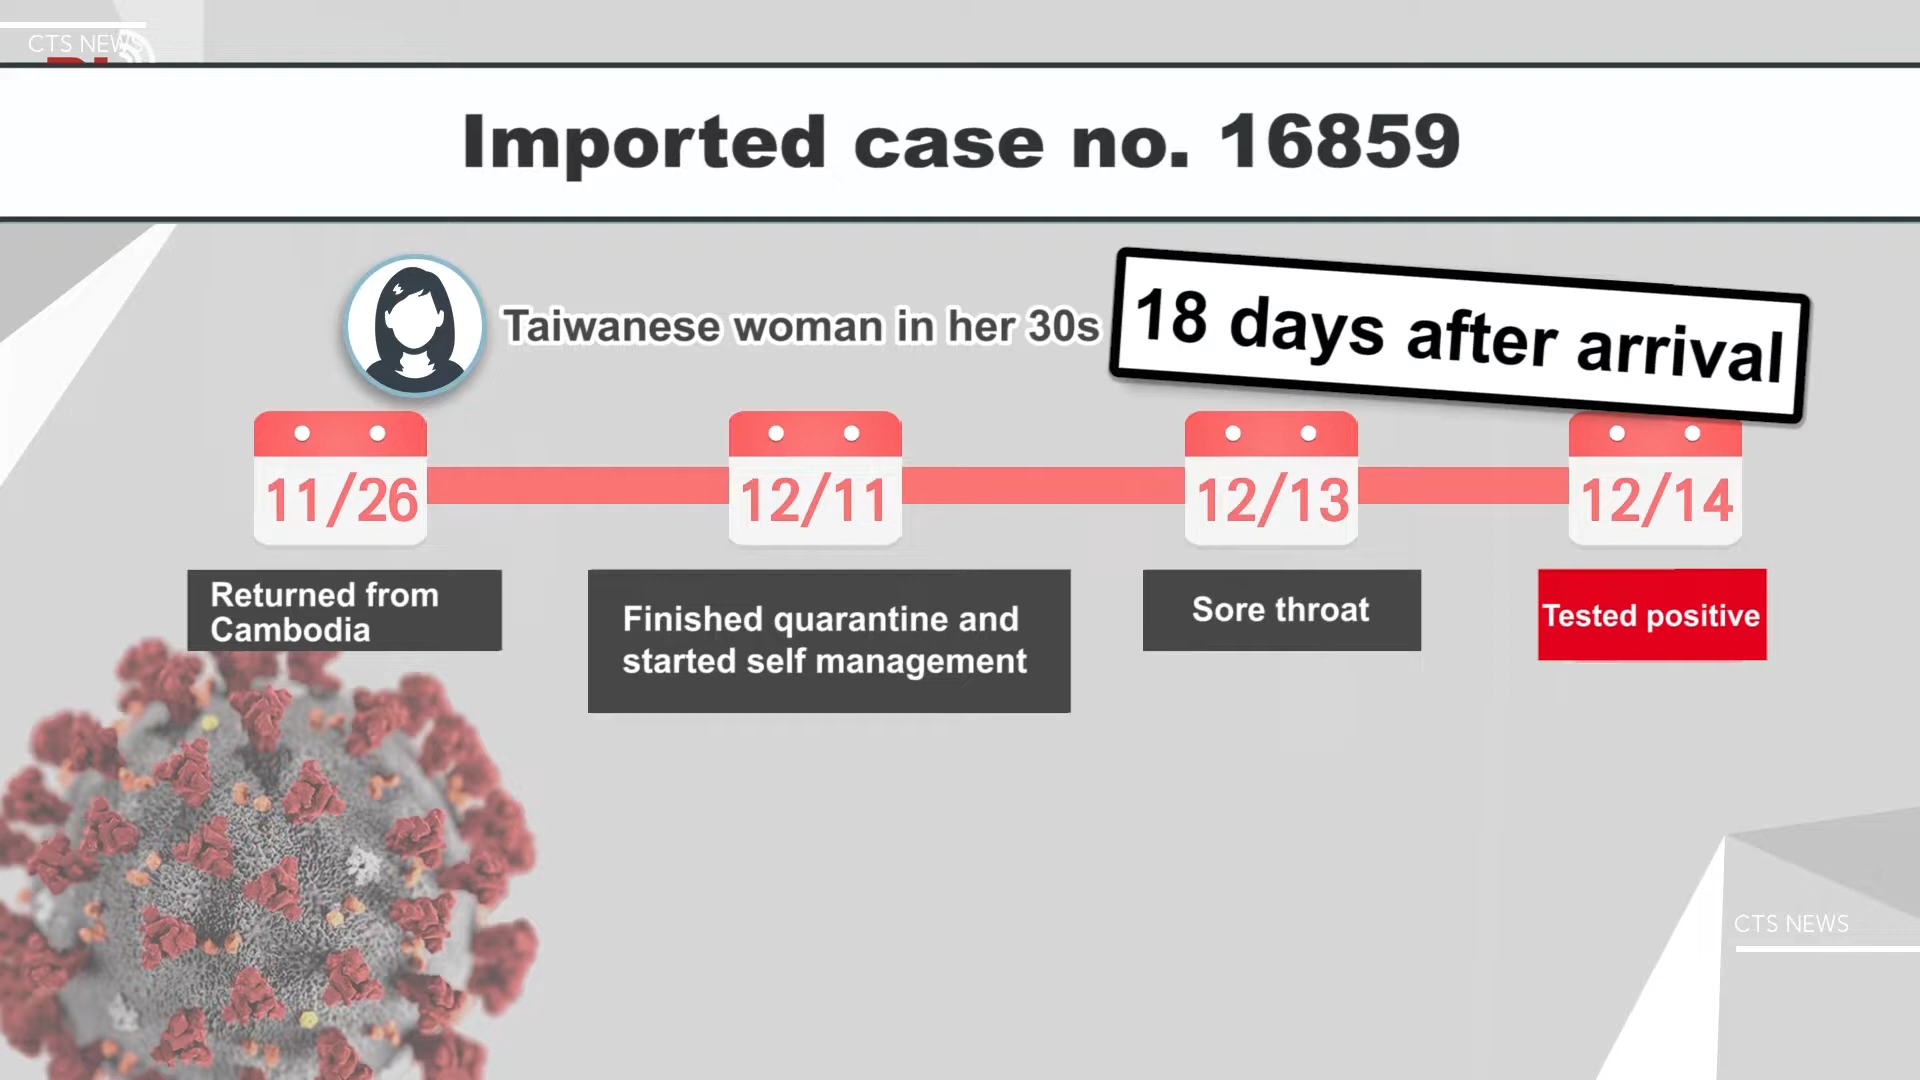 CTS NEWS
Imported case no. 16859
Taiwanese woman in her 30s
18 days after arrival
11/26
12/11
12/13
12/14
Returned from
Cambodia
Finished quarantine and
started self management
Sore throat
Tested positive
CTS NEWS